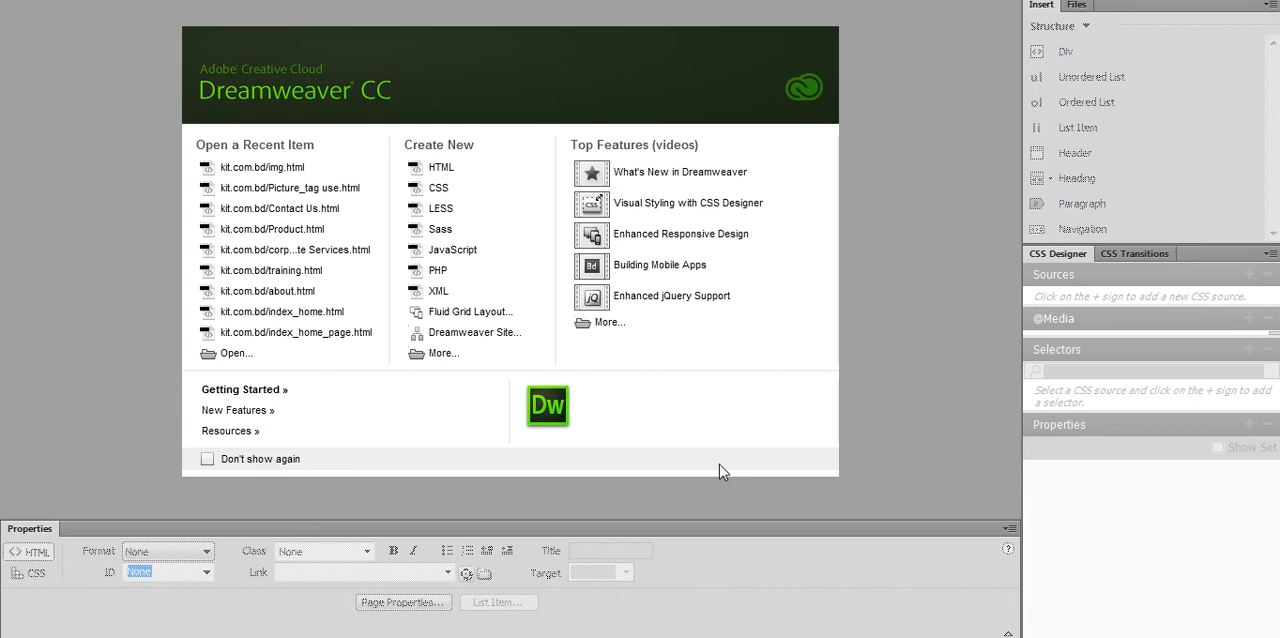 Adobe® Creative Cloud™
Dreamweaver® CC
Open a Recent Item
kit.com.bd/img.html
kit.com.bd/Picture_tag use.html
kit.com.bd/Contact Us.html
kit.com.bd/Product.html
kit.com.bd/corp...te Services.html
kit.com.bd/training.html
kit.com.bd/about.html
kit.com.bd/index_home.html
kit.com.bd/index_home_page.html
Open...
Create New
HTML
CSS
LESS
Sass
JavaScript
PHP
XML
Fluid Grid Layout...
Dreamweaver Site...
More...
Top Features (videos)
What's New in Dreamweaver
CSS
Visual Styling with CSS Designer
Enhanced Responsive Design
Bd
Building Mobile Apps
jQ
Enhanced jQuery Support
More...
Getting Started »
New Features »
Resources »
Dw
Don't show again
Insert Files
Structure
Div
ul Unordered List
ol Ordered List
li List Item
Header
Heading
Paragraph
Navigation
CSS Designer CSS Transitions
Sources
Click on the + sign to add a new CSS source.
@Media
Selectors
Select a CSS source and click on the + sign to add
a selector.
Properties
Show Set
Properties
<> HTML Format None Class None B I Title
CSS ID None Link Target
Page Properties... List Item...